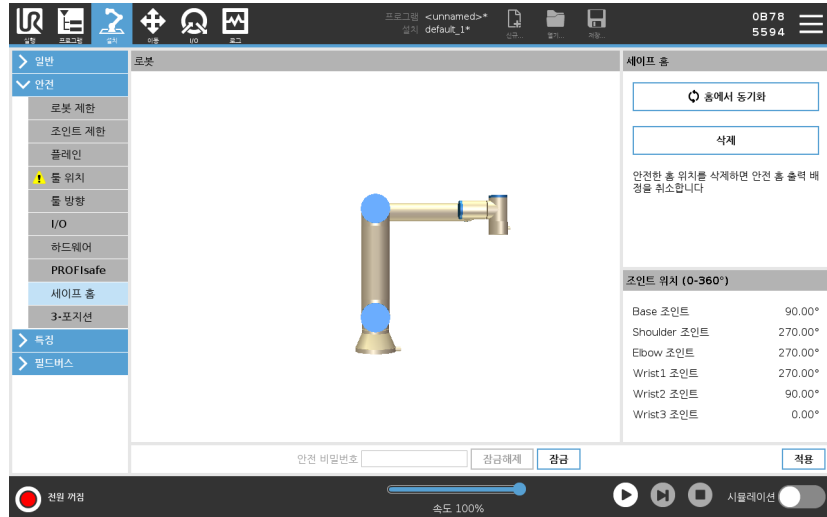 UR
실행
프로그램
설치
이동
I/O
로그
프로그램 <unnamed>*
설치 default_1*
신규...
열기...
저장...
0B78
5594
일반
안전
로봇 제한
조인트 제한
플레인
툴 위치
툴 방향
I/O
하드웨어
PROFIsafe
세이프 홈
3-포지션
특징
필드버스
로봇
세이프 홈
홈에서 동기화
삭제
안전한 홈 위치를 삭제하면 안전 홈 출력 배
정을 취소합니다
조인트 위치 (0-360°)
Base 조인트 90.00°
Shoulder 조인트 270.00°
Elbow 조인트 270.00°
Wrist1 조인트 270.00°
Wrist2 조인트 90.00°
Wrist3 조인트 0.00°
안전 비밀번호
잠금해제
잠금
적용
전원 꺼짐
속도 100%
시뮬레이션